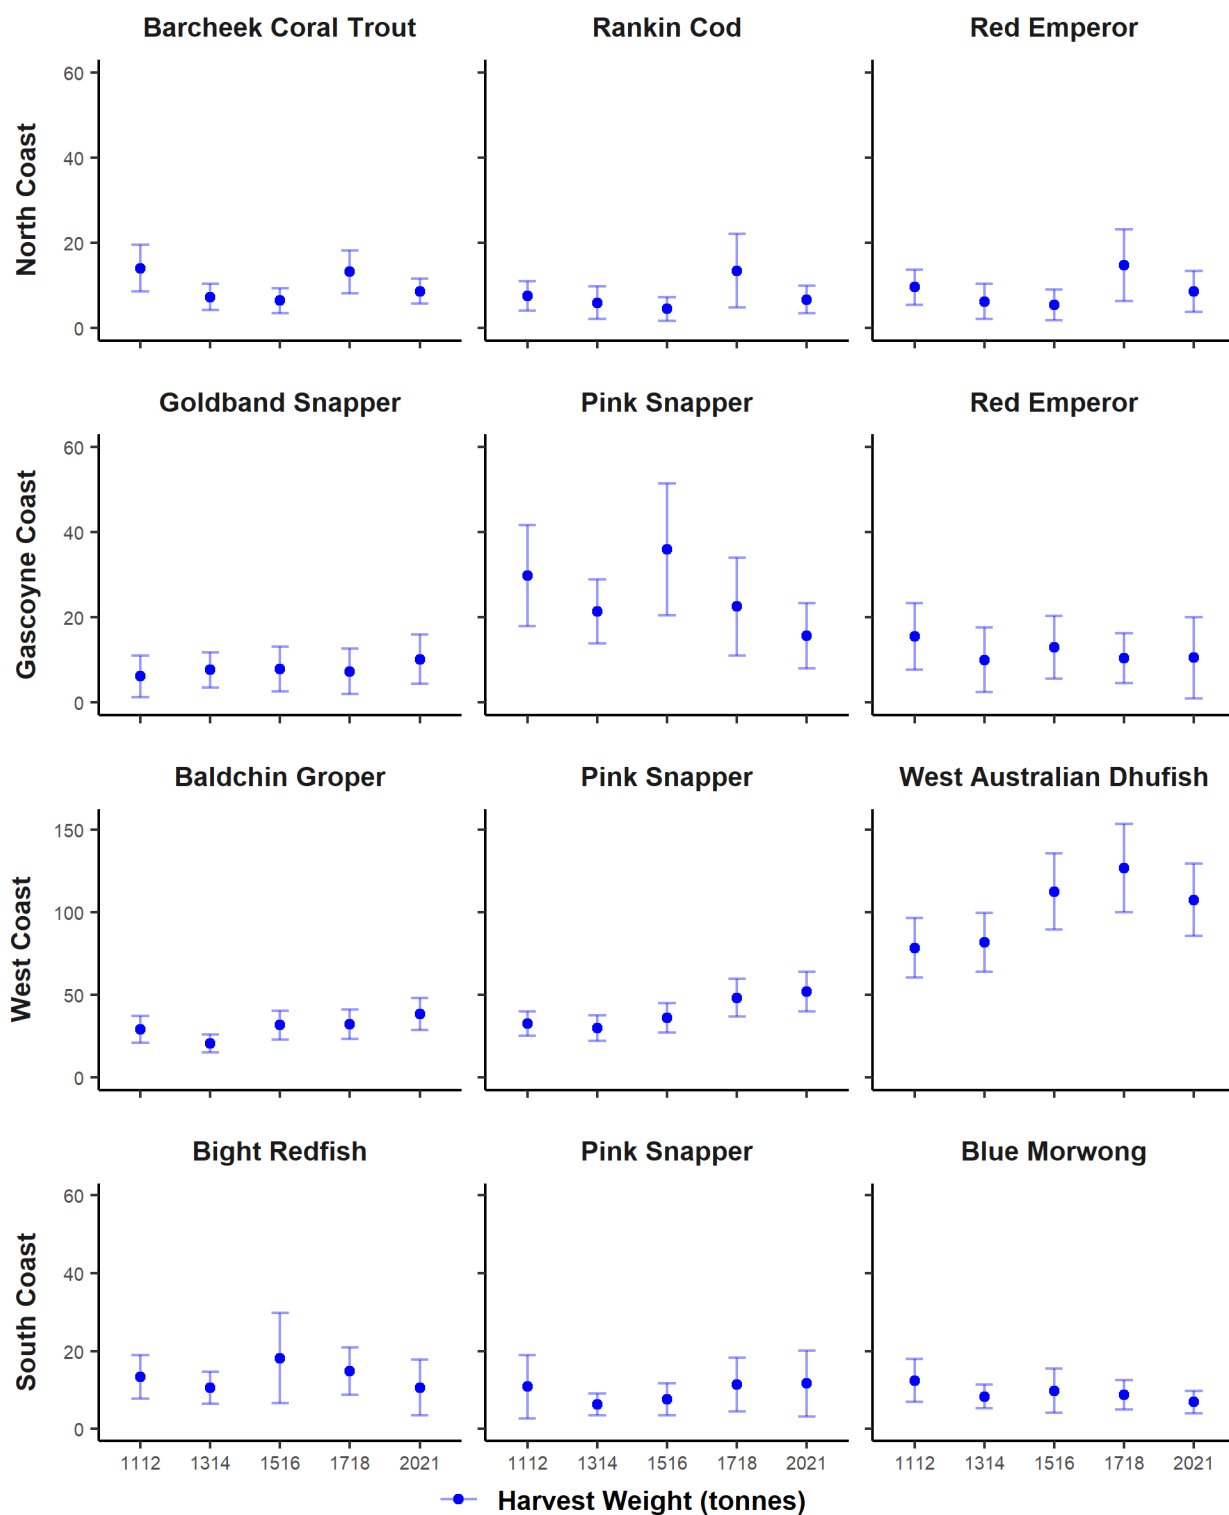 Barcheek Coral Trout Rankin Cod Red Emperor
North Coast
60
40
20
0
Goldband Snapper Pink Snapper Red Emperor
Gascoyne Coast
60
40
20
0
Baldchin Groper Pink Snapper West Australian Dhufish
West Coast
150
100
50
0
Bight Redfish Pink Snapper Blue Morwong
South Coast
60
40
20
0
1112 1314 1516 1718 2021 1112 1314 1516 1718 2021 1112 1314 1516 1718 2021
Harvest Weight (tonnes)